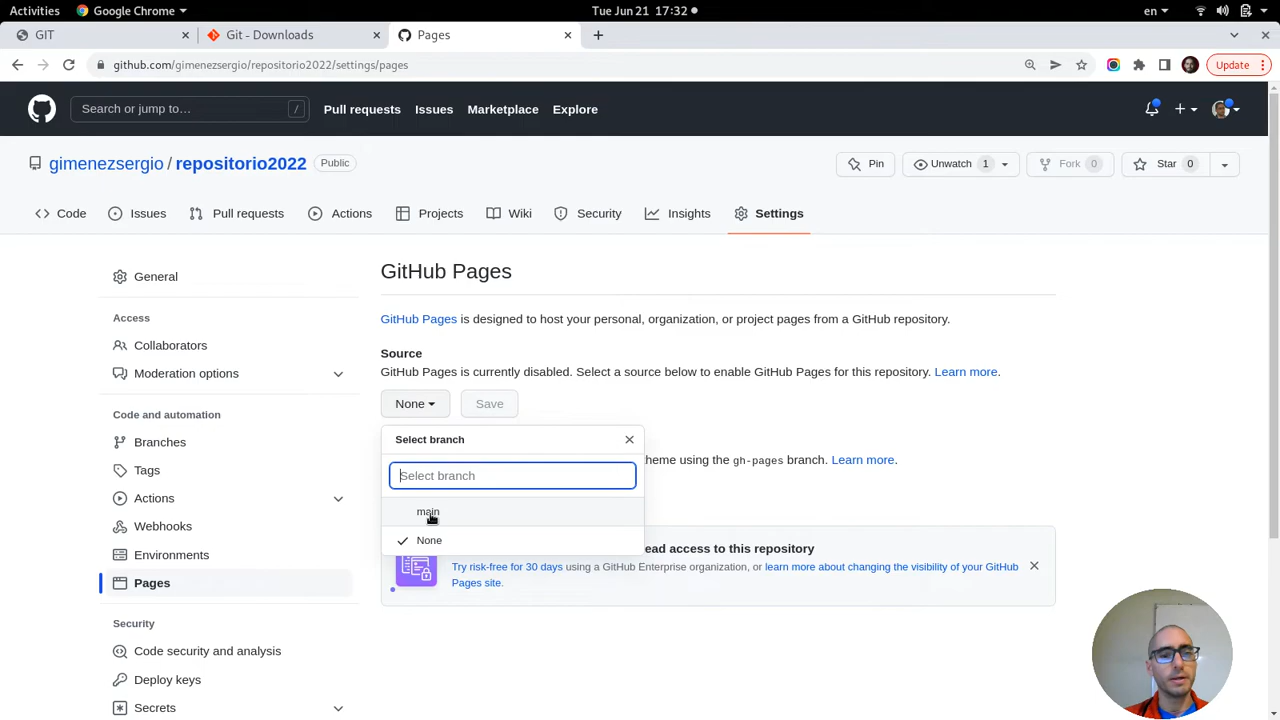 Activities
Google Chrome
Tue Jun 21 17:32
en
GIT
Git - Downloads
Pages
github.com/gimenezsergio/repositorio2022/settings/pages
Update
Search or jump to…
/
Pull requests
Issues
Marketplace
Explore
gimenezsergio / repositorio2022
Public
Pin
Unwatch 1
Fork 0
Star 0
Code
Issues
Pull requests
Actions
Projects
Wiki
Security
Insights
Settings
General
Access
Collaborators
Moderation options
Code and automation
Branches
Tags
Actions
Webhooks
Environments
Pages
Security
Code security and analysis
Deploy keys
Secrets
GitHub Pages
GitHub Pages is designed to host your personal, organization, or project pages from a GitHub repository.
Source
GitHub Pages is currently disabled. Select a source below to enable GitHub Pages for this repository. Learn more.
None
Save
Select branch
Select branch
main
None
heme using the gh-pages branch. Learn more.
ead access to this repository
Try risk-free for 30 days using a GitHub Enterprise organization, or learn more about changing the visibility of your GitHub
Pages site.